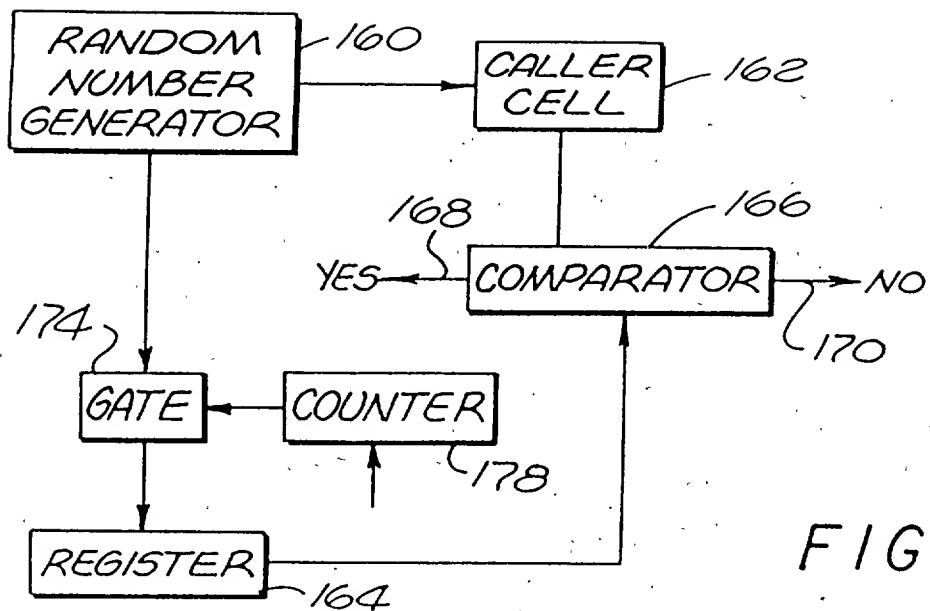 RANDOM
NUMBER
GENERATOR
160
CALLER
CELL
162
168
166
YES
COMPARATOR
NO
170
174
GATE
COUNTER
178
REGISTER
164
FIG